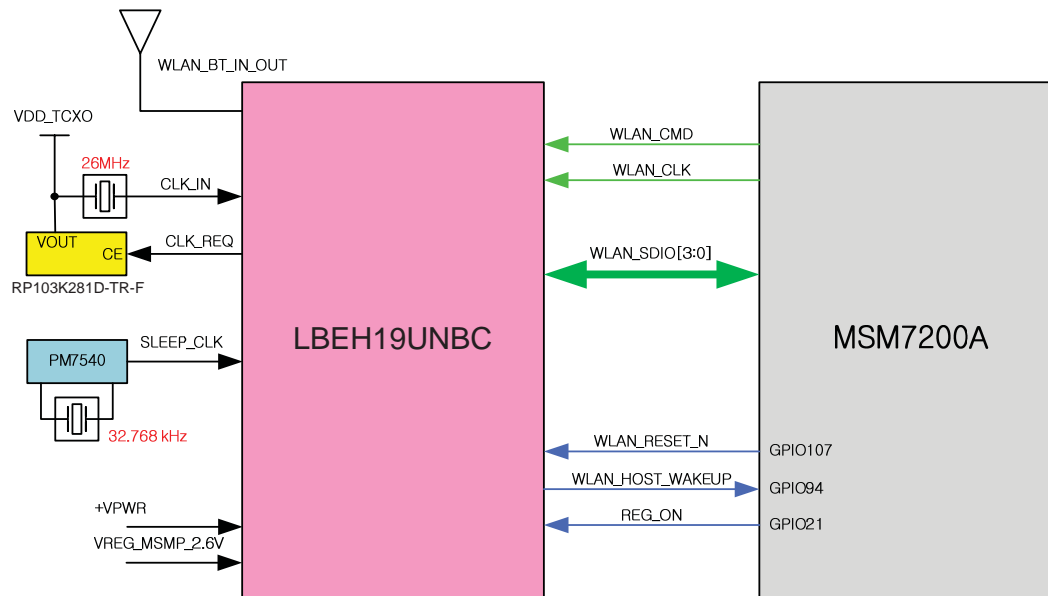 WLAN_BT_IN_OUT
VDD_TCXO
26MHz
CLK_IN
VOUT
CE
CLK_REQ
RP103K281D-TR-F
PM7540
SLEEP_CLK
32.768 kHz
+VPWR
VREG_MSMP_2.6V
LBEH19UNBC
WLAN_CMD
WLAN_CLK
WLAN_SDIO[3:0]
WLAN_RESET_N
WLAN_HOST_WAKEUP
REG_ON
MSM7200A
GPIO107
GPIO94
GPIO21